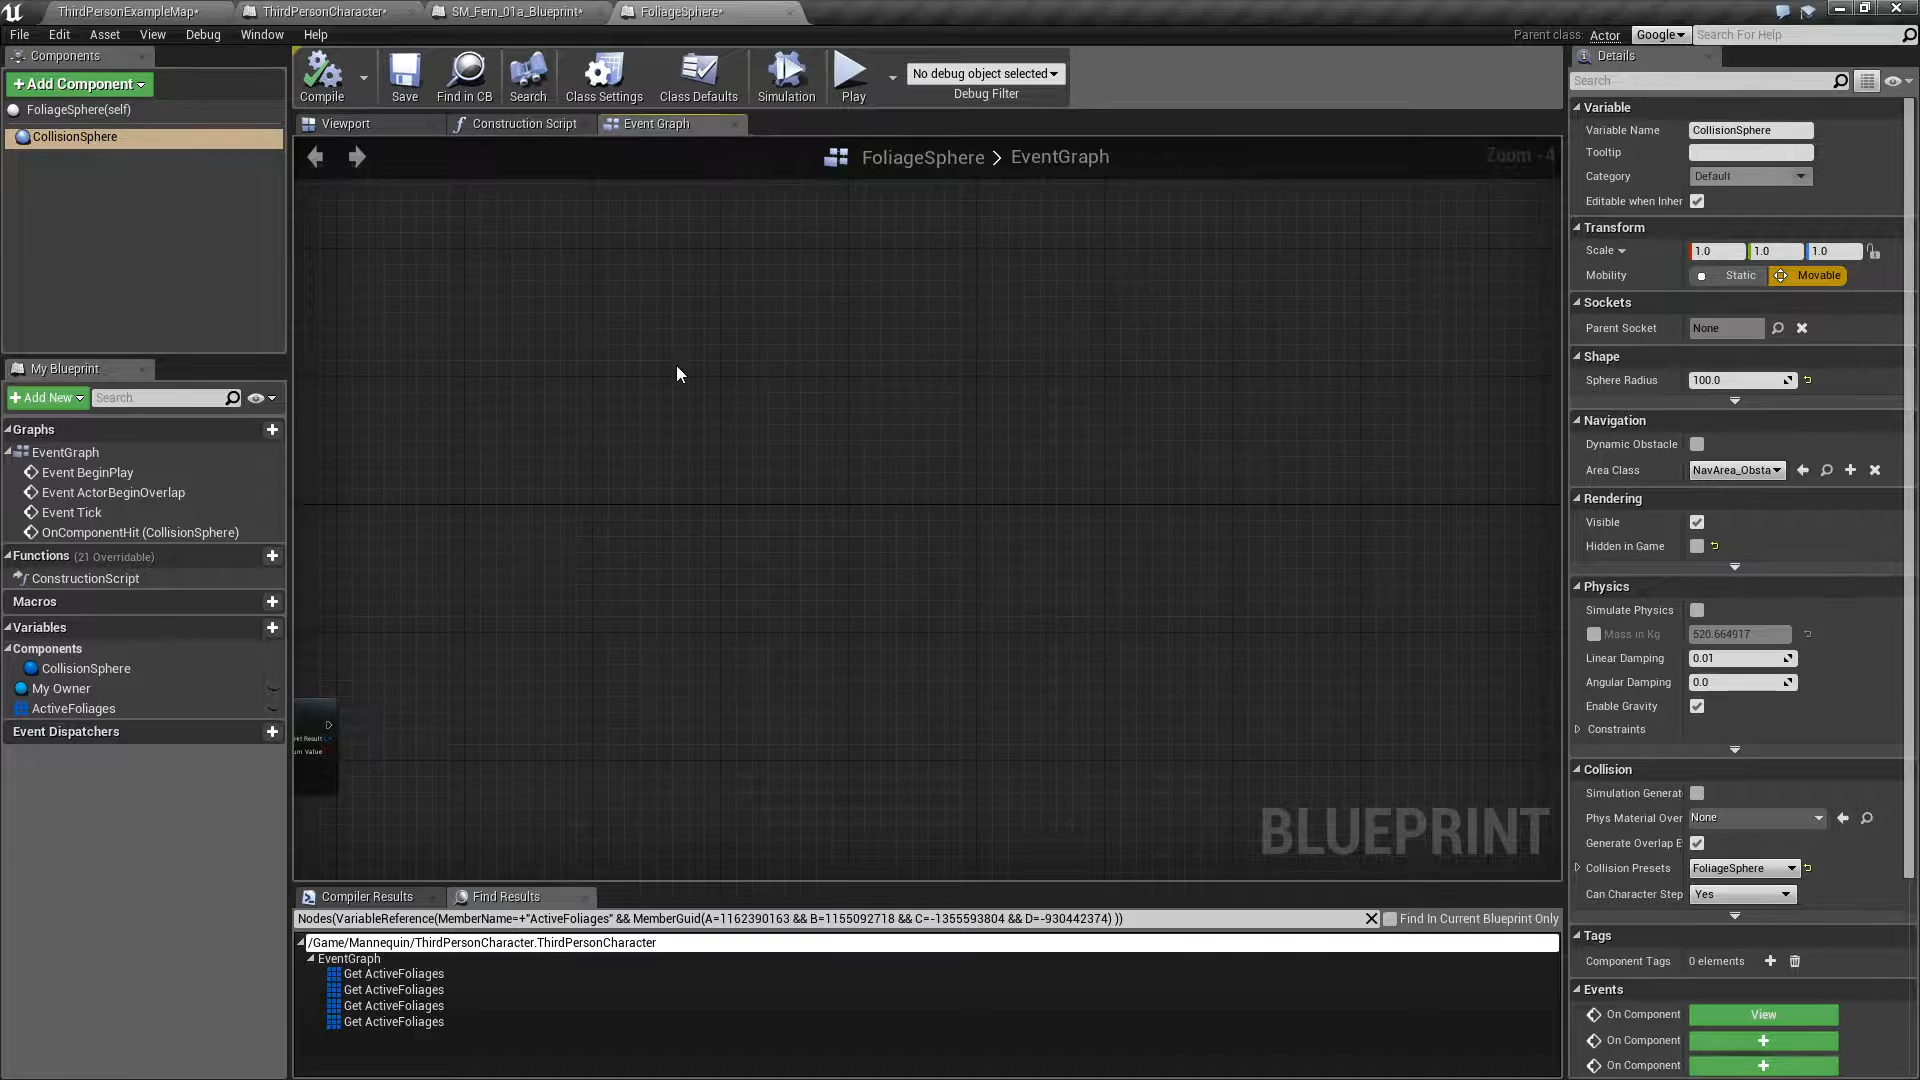 ThirdPersonExampleMap*
ThirdPersonCharacter*
SM_Fern_01a_Blueprint*
FoliageSphere*
File Edit Asset View Debug Window Help
Parent class: Actor Google Search For Help
Components
+ Add Component
FoliageSphere(self)
CollisionSphere
Compile Save Find in CB Search Class Settings Class Defaults Simulation Play
No debug object selected
Debug Filter
Viewport Construction Script Event Graph
FoliageSphere > EventGraph
Zoom -4
hit Result
BLUEPRINT
My Blueprint
+ Add New Search
Graphs
EventGraph
Event BeginPlay
Event ActorBeginOverlap
Event Tick
OnComponentHit (CollisionSphere)
Functions (21 Overridable)
ConstructionScript
Macros
Variables
Components
CollisionSphere
My Owner
ActiveFoliages
Event Dispatchers
Compiler Results Find Results
Nodes(VariableReference(MemberName=+"ActiveFoliages" && MemberGuid(A=1162390163 && B=1155092718 && C=-1355593804 && D=-930442374) ))
Find In Current Blueprint Only
/Game/Mannequin/ThirdPersonCharacter.ThirdPersonCharacter
EventGraph
Get ActiveFoliages
Get ActiveFoliages
Get ActiveFoliages
Get ActiveFoliages
Details
Search
Variable
Variable Name CollisionSphere
Tooltip
Category Default
Editable when Inher
Transform
Scale 1.0 1.0 1.0
Mobility Static Movable
Sockets
Parent Socket None
Shape
Sphere Radius 100.0
Navigation
Dynamic Obstacle
Area Class NavArea_Obsta
Rendering
Visible
Hidden in Game
Physics
Simulate Physics
Mass in Kg 520.664917
Linear Damping 0.01
Angular Damping 0.0
Enable Gravity
Constraints
Collision
Simulation Generat
Phys Material Over None
Generate Overlap E
Collision Presets FoliageSphere
Can Character Step Yes
Tags
Component Tags 0 elements
Events
On Component View
On Component +
On Component +